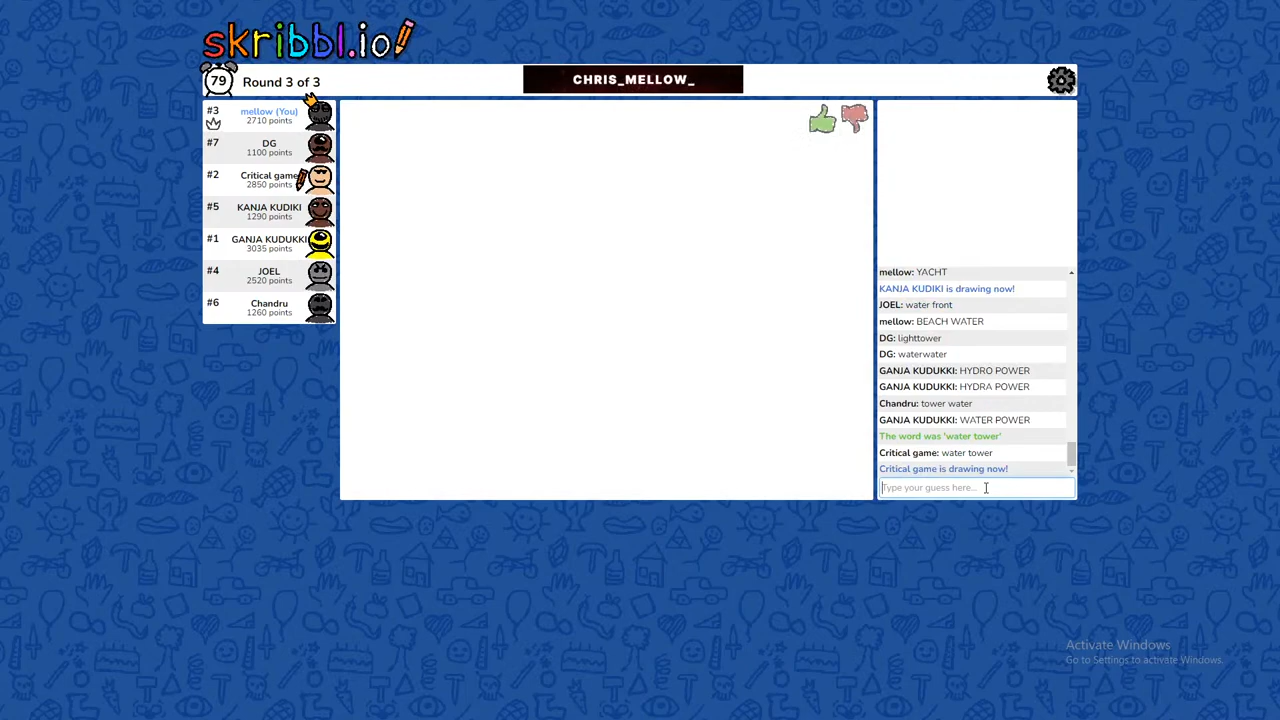 skribbl.io
79
Round 3 of 3
CHRIS_MELLOW_
#3
mellow (You)
2710 points
#7
DG
1100 points
#2
Critical game
2850 points
#5
KANJA KUDIKI
1290 points
#1
GANJA KUDUKKI
3035 points
#4
JOEL
2520 points
#6
Chandru
1260 points
mellow: YACHT
KANJA KUDIKI is drawing now!
JOEL: water front
mellow: BEACH WATER
DG: lighttower
DG: waterwater
GANJA KUDUKKI: HYDRO POWER
GANJA KUDUKKI: HYDRA POWER
Chandru: tower water
GANJA KUDUKKI: WATER POWER
The word was 'water tower'
Critical game: water tower
Critical game is drawing now!
Type your guess here...
Activate Windows
Go to Settings to activate Windows.